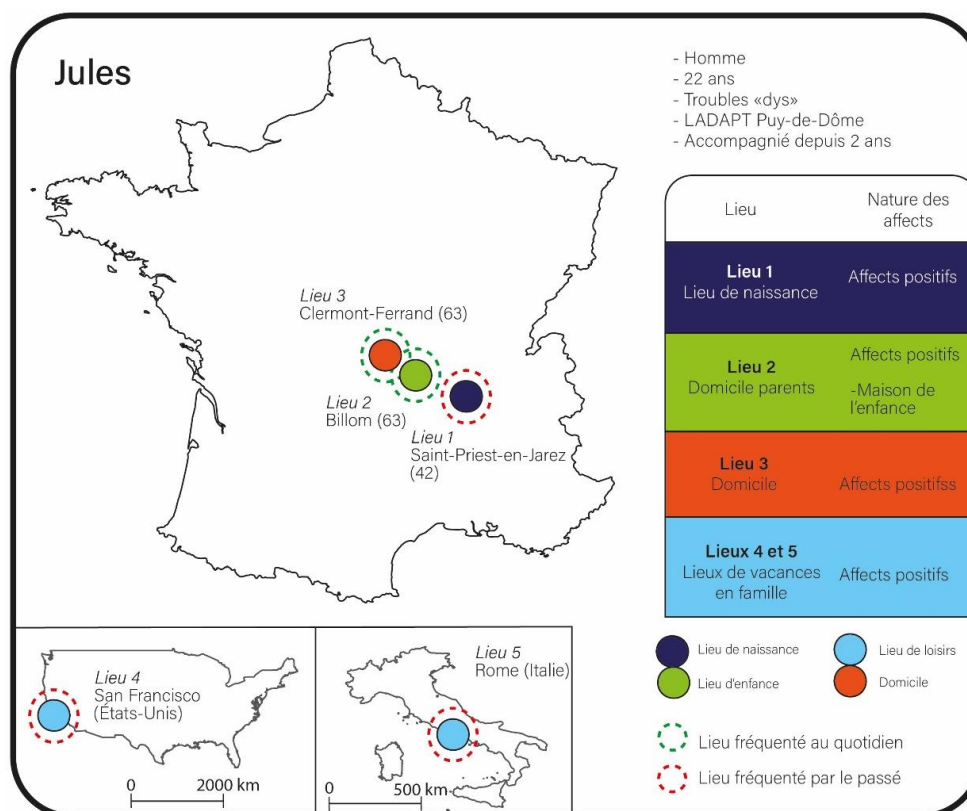 Jules
- Homme
- 22 ans
- Troubles «dys»
- LADAPT Puy-de-Dôme
- Accompagné depuis 2 ans
Lieu 3
Clermont-Ferrand (63)
Lieu 2
Billom (63)
Lieu 1
Saint-Priest-en-Jarez
(42)
Lieu
Nature des
affects
Lieu 1
Lieu de naissance
Affects positifs
Lieu 2
Domicile parents
Affects positifs
-Maison de
l'enfance
Lieu 3
Domicile
Affects positifss
Lieux 4 et 5
Lieux de vacances
en famille
Affects positifs
Lieu 4
San Francisco
(États-Unis)
0
2000 km
Lieu 5
Rome (Italie)
0
500 km
Lieu de naissance
Lieu d'enfance
Lieu de loisirs
Domicile
Lieu fréquenté au quotidien
Lieu fréquenté par le passé